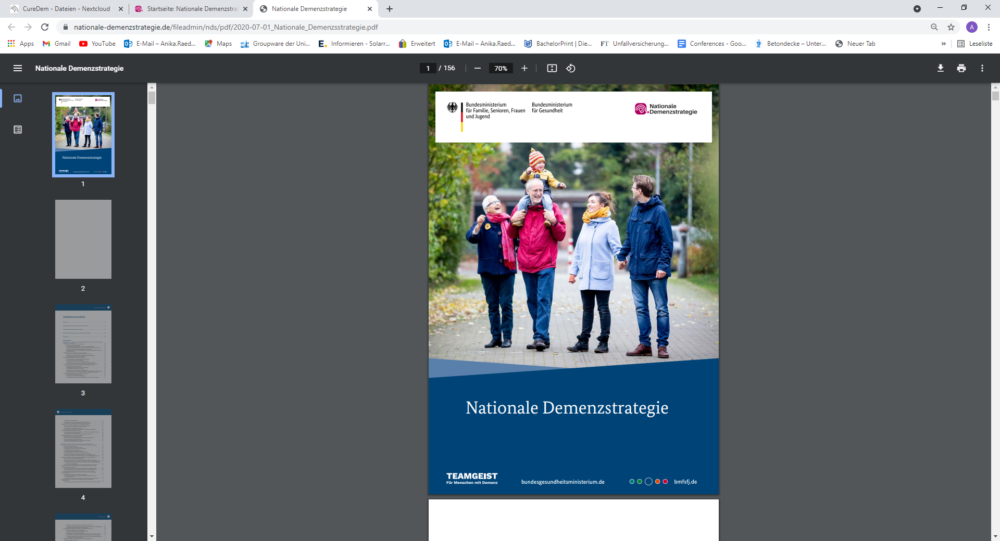 CureDem - Dateien - Nextcloud
Startseite: Nationale Demenzstra
Nationale Demenzstrategie
nationale-demenzstrategie.de/fileadmin/nds/pdf/2020-07-01_Nationale_Demenzsstrategie.pdf
A
Apps
Gmail
YouTube
E-Mail – Anika.Raed...
Maps
Groupware der Uni...
Informieren - Solarr...
Erweitert
E-Mail – Anika.Raed...
BachelorPrint | Die...
FT Unfallversicherung...
Conferences - Goo...
Betondecke – Unter...
Neuer Tab
»
Leseliste
Nationale Demenzstrategie
1 / 156
70%
Nationale Demenzstrategie
1
2
Inhaltsverzeichnis
3
4
Bundesministerium
für Familie, Senioren, Frauen
und Jugend
Bundesministerium
für Gesundheit
Nationale
Demenzstrategie
Nationale Demenzstrategie
TEAMGEIST
Für Menschen mit Demenz
bundesgesundheitsministerium.de
bmfsfj.de